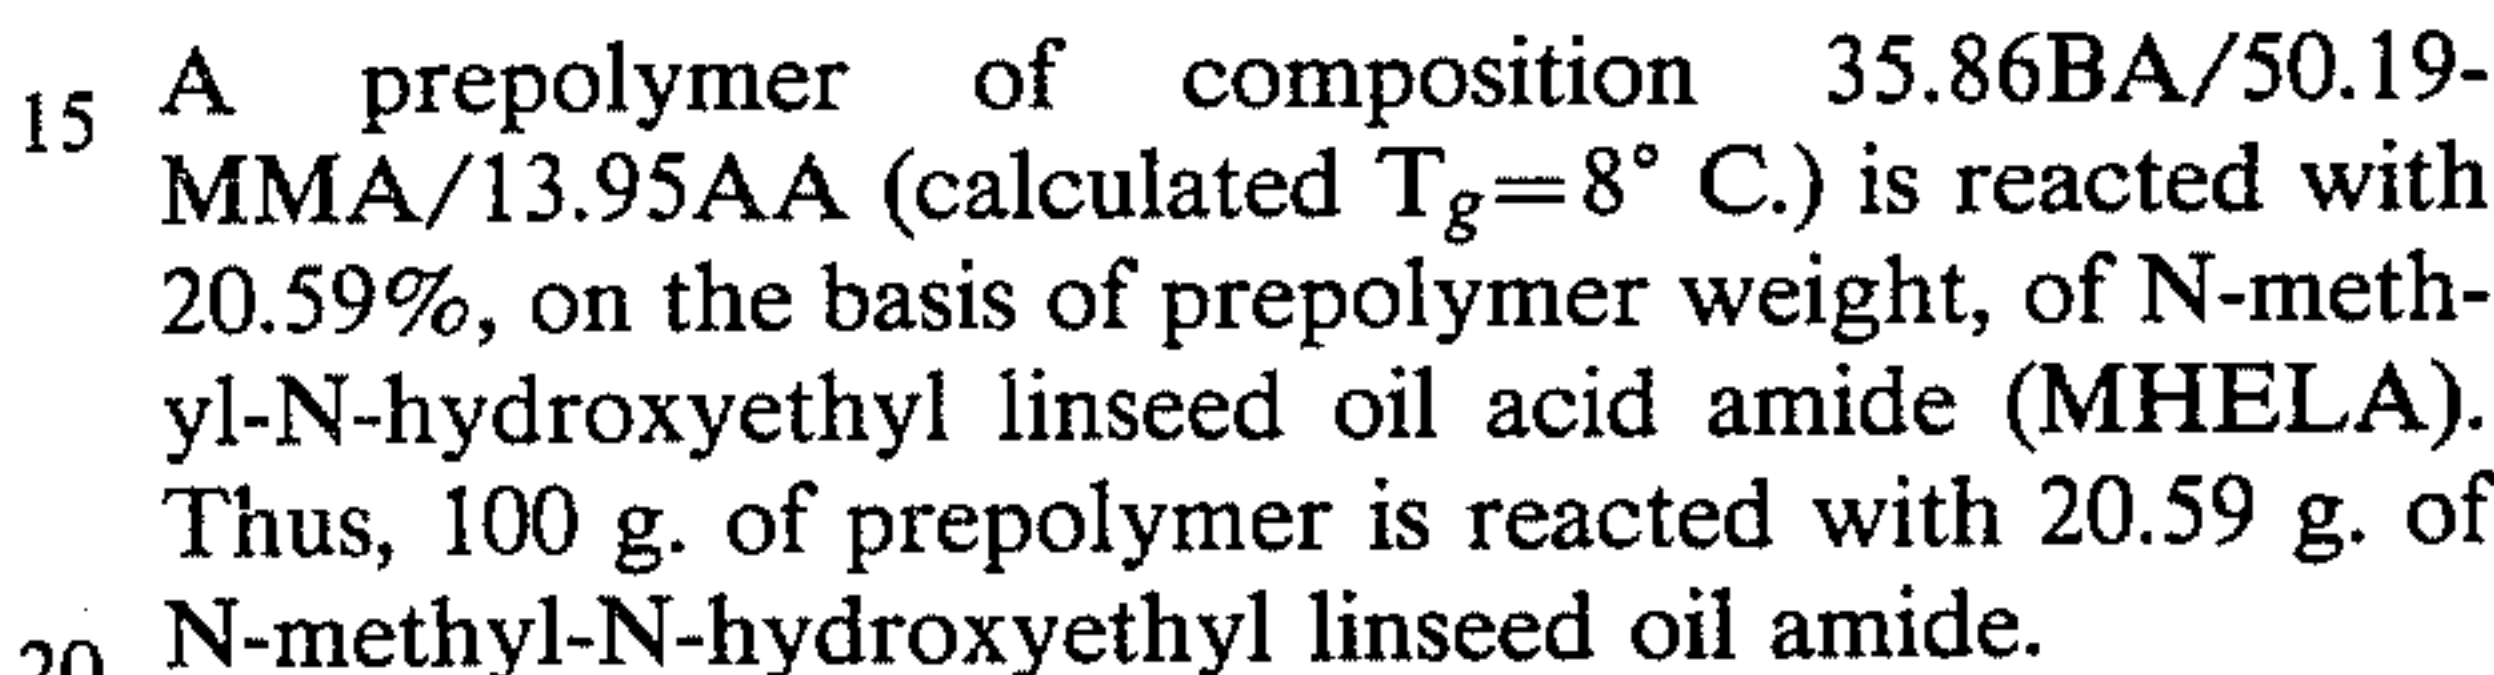 15 A prepolymer of composition 35.86BA/50.19-
MMA/13.95AA (calculated Tg=8° C.) is reacted with
20.59%, on the basis of prepolymer weight, of N-meth-
yl-N-hydroxyethyl linseed oil acid amide (MHELA).
Thus, 100 g. of prepolymer is reacted with 20.59 g. of
20 N-methyl-N-hydroxyethyl linseed oil amide.